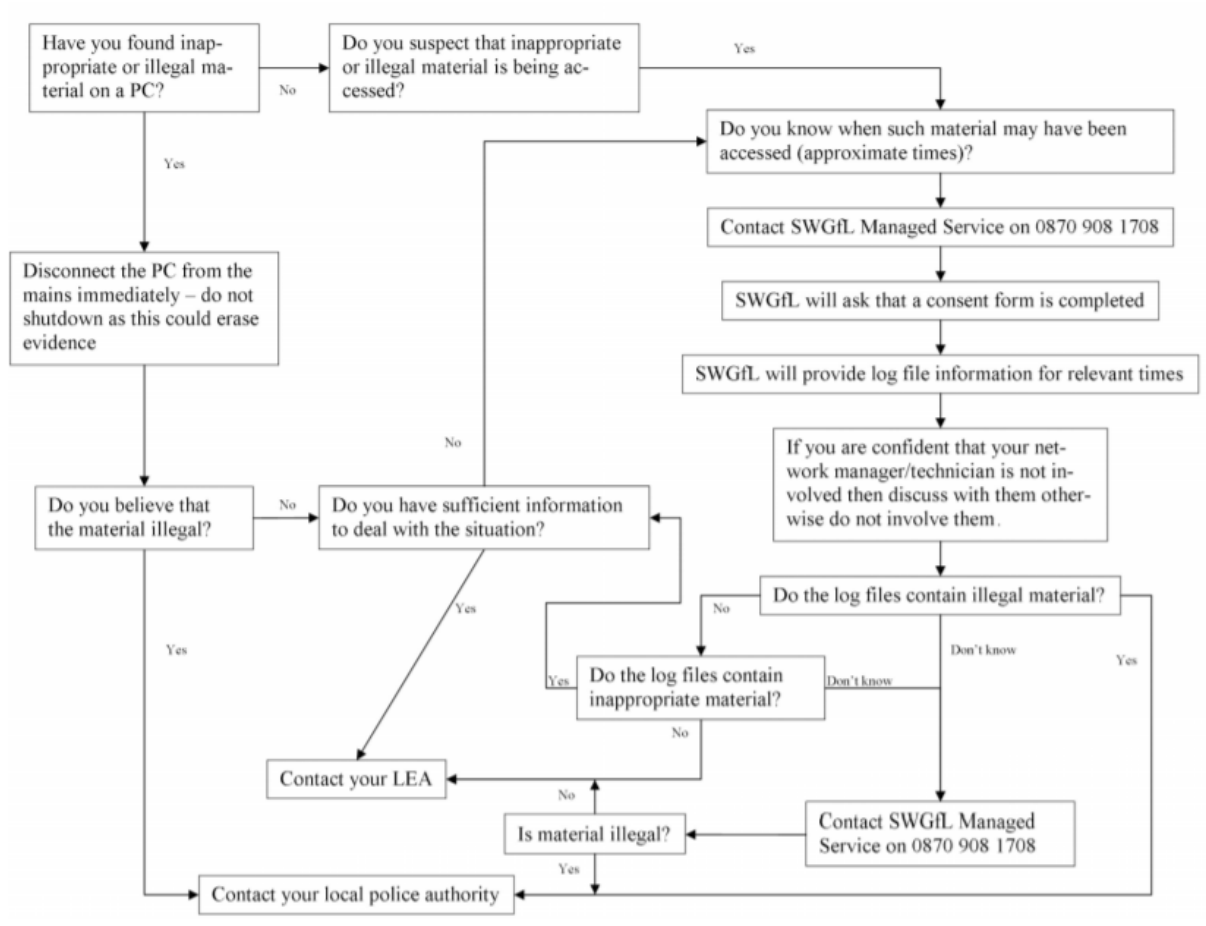 Have you found inap-
propriate or illegal ma-
terial on a PC?
No
Do you suspect that inappropriate
or illegal material is being ac-
cessed?
Yes
Do you know when such material may have been
accessed (approximate times)?
Yes
Contact SWGfL Managed Service on 0870 908 1708
Disconnect the PC from the
mains immediately – do not
shutdown as this could erase
evidence
SWGfL will ask that a consent form is completed
SWGfL will provide log file information for relevant times
No
If you are confident that your net-
work manager/technician is not in-
volved then discuss with them other-
wise do not involve them.
Do you believe that
the material illegal?
No
Do you have sufficient information
to deal with the situation?
Yes
Do the log files contain illegal material?
No
Don't know
Yes
Yes
Do the log files contain
inappropriate material?
Yes
Don't know
No
Contact your LEA
No
Is material illegal?
Contact SWGfL Managed
Service on 0870 908 1708
Yes
Contact your local police authority